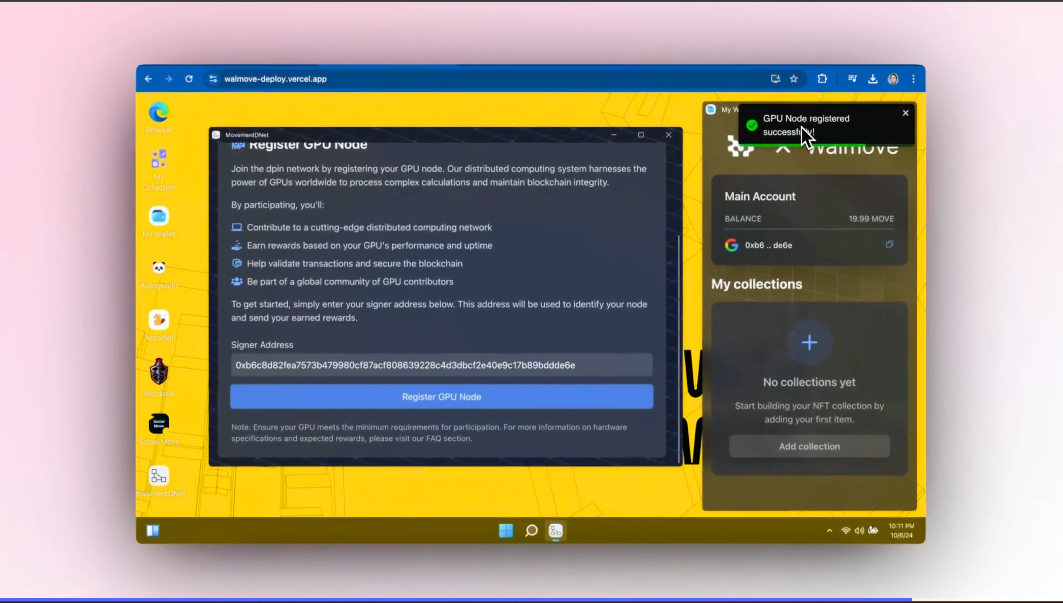 walmove-deploy.vercel.app
Browser
My
Collection
My Wallet
Aptogotchi
Aptodigi
Wecastle
Social
Move
Social Move
MovementDNet
MovementDNet
Register GPU Node
Join the dpin network by registering your GPU node. Our distributed computing system harnesses the
power of GPUs worldwide to process complex calculations and maintain blockchain integrity.
By participating, you'll:
Contribute to a cutting-edge distributed computing network
Earn rewards based on your GPU's performance and uptime
Help validate transactions and secure the blockchain
Be part of a global community of GPU contributors
To get started, simply enter your signer address below. This address will be used to identify your node
and send your earned rewards.
Signer Address
0xb6c8d82fea7573b479980cf87acf808639228c4d3dbcf2e40e9c17b89bddde6e
Register GPU Node
Note: Ensure your GPU meets the minimum requirements for participation. For more information on hardware
specifications and expected rewards, please visit our FAQ section.
My W
GPU Node registered
successfully!
Walmove
Main Account
BALANCE 19.99 MOVE
0xb6 .. de6e
My collections
No collections yet
Start building your NFT collection by
adding your first item.
Add collection
10:11 PM
10/6/24